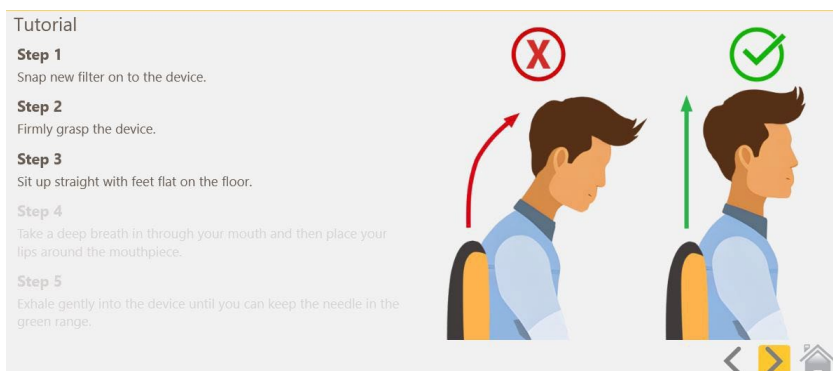 Tutorial
Step 1
Snap new filter on to the device.
Step 2
Firmly grasp the device.
Step 3
Sit up straight with feet flat on the floor.
Step 4
Take a deep breath in through your mouth and then place your
lips around the mouthpiece.
Step 5
Exhale gently into the device until you can keep the needle in the
green range.
X